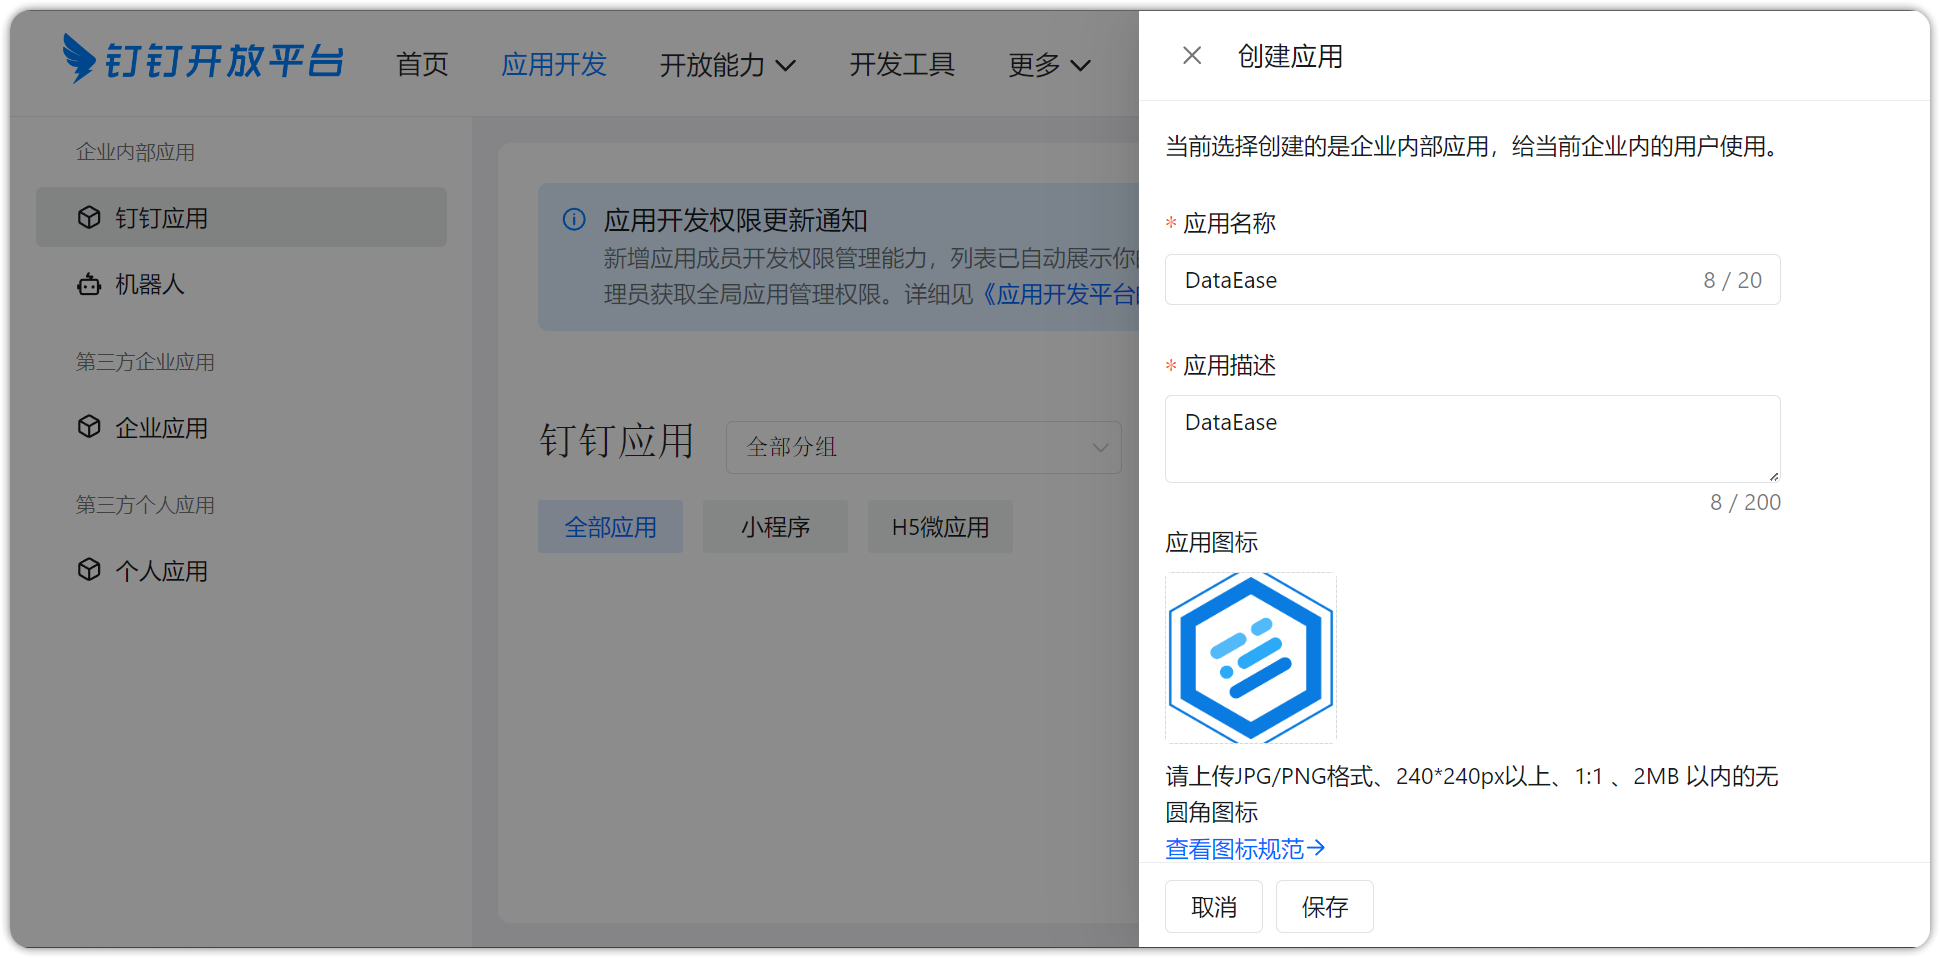 钉钉开放平台
首页
应用开发
开放能力
开发工具
更多
企业内部应用
钉钉应用
机器人
第三方企业应用
企业应用
第三方个人应用
个人应用
应用开发权限更新通知
新增应用成员开发权限管理能力，列表已自动展示你
理员获取全局应用管理权限。详细见《应用开发平台
钉钉应用
全部分组
全部应用
小程序
H5微应用
创建应用
当前选择创建的是企业内部应用，给当前企业内的用户使用。
* 应用名称
DataEase
8 / 20
* 应用描述
DataEase
8 / 200
应用图标
请上传JPG/PNG格式、240*240px以上、1:1 、2MB 以内的无
圆角图标
查看图标规范→
取消
保存